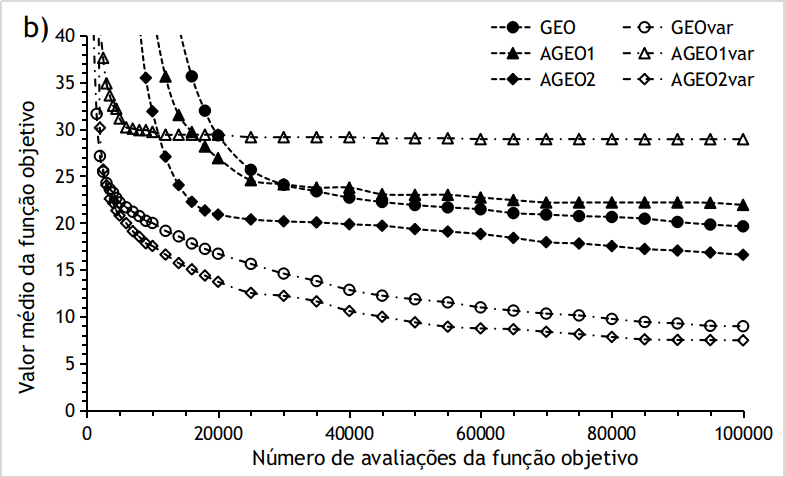 b)
GEO
GEOvar
AGEO1
AGEO1var
AGEO2
AGEO2var
Valor médio da função objetivo
40
35
30
25
20
15
10
5
0
0 20000 40000 60000 80000 100000
Número de avaliações da função objetivo